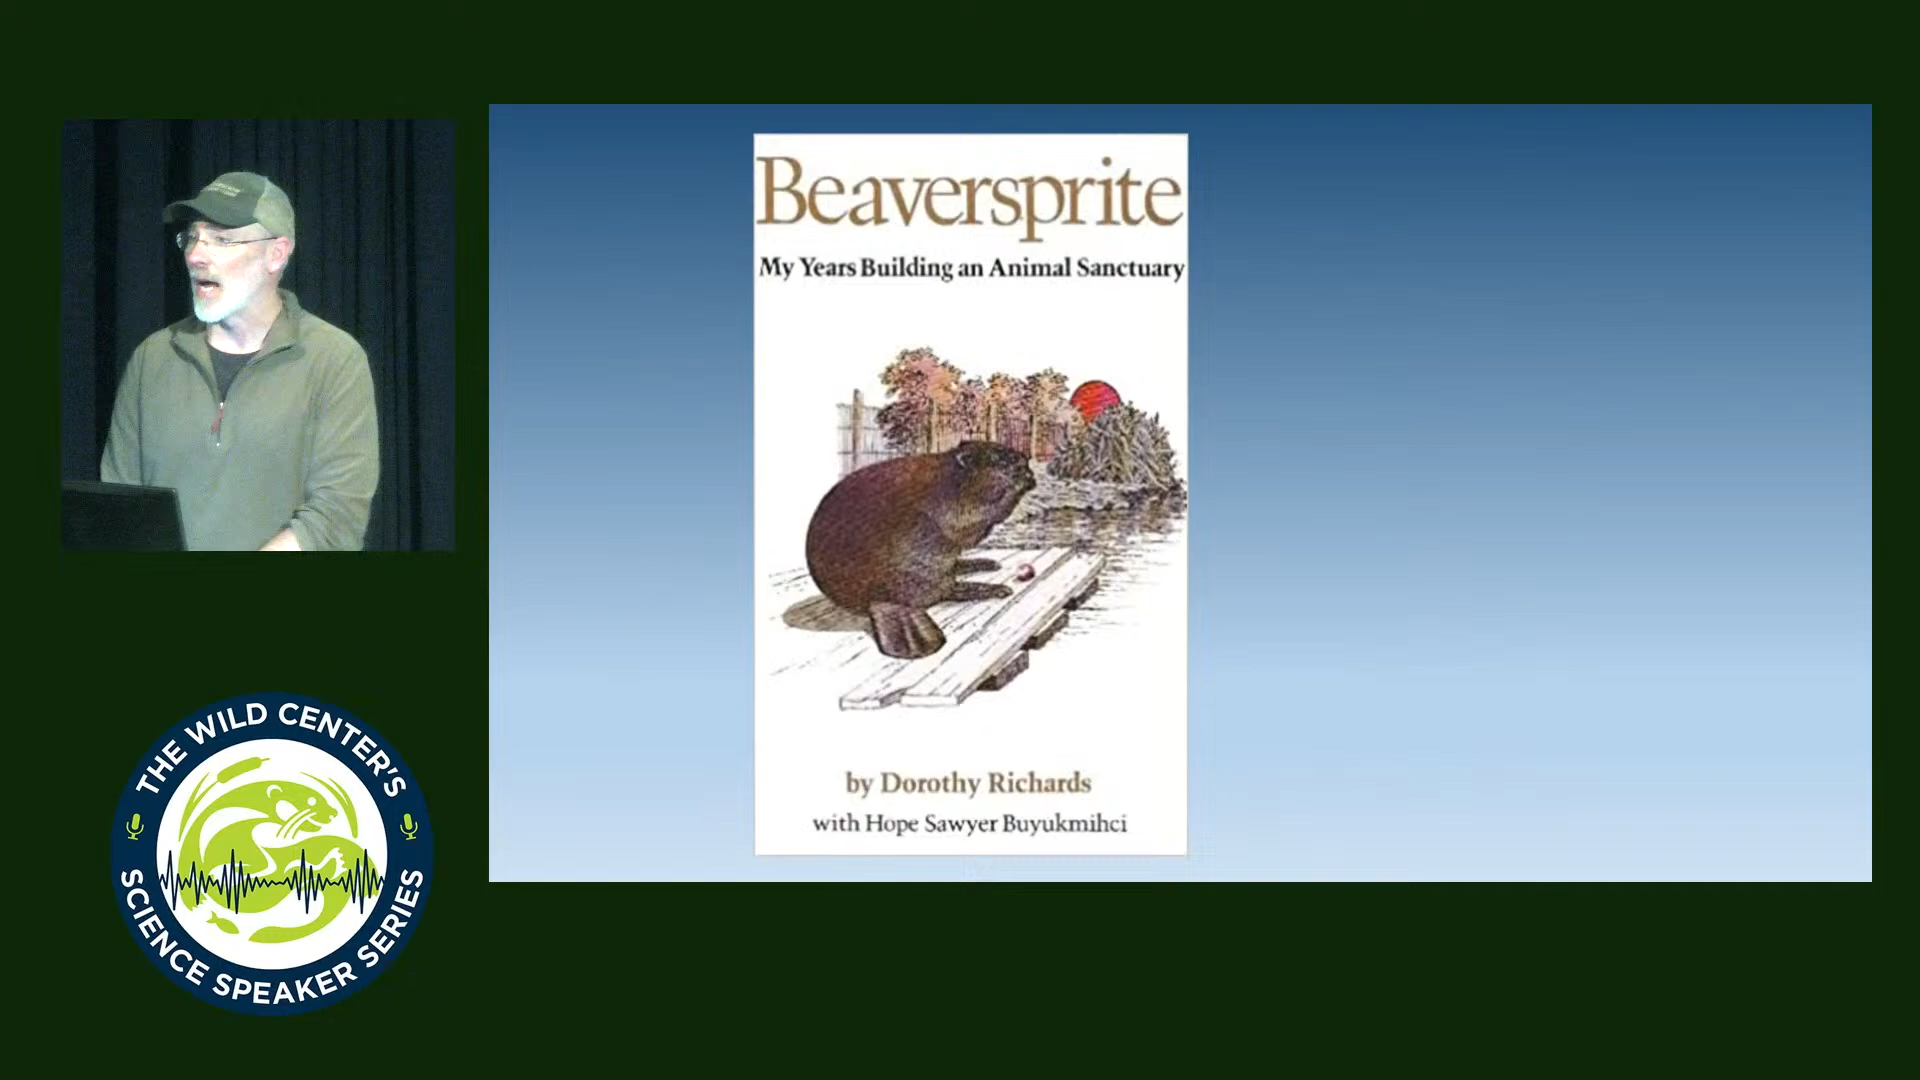 Beaversprite
My Years Building an Animal Sanctuary
by Dorothy Richards
with Hope Sawyer Buyukmihci
THE WILD CENTER'S
SCIENCE SPEAKER SERIES